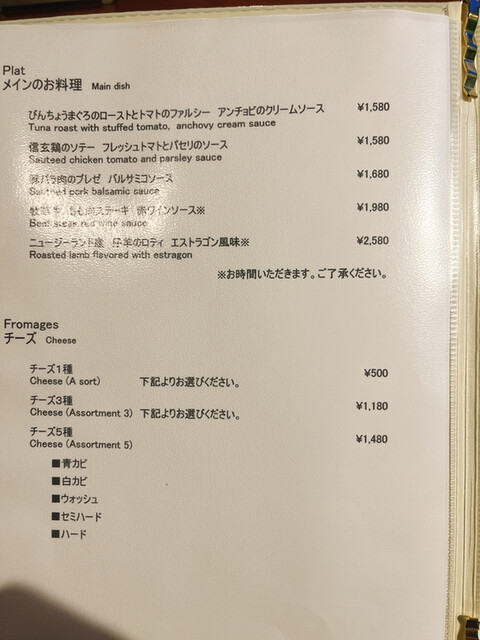 Plat
メインのお料理 Main dish
びんちょうまぐろのローストとトマトのファルシー アンチョビのクリームソース ¥1,580
Tuna roast with stuffed tomato, anchovy cream sauce
信玄鶏のソテー フレッシュトマトとパセリのソース ¥1,580
Sauteed chicken tomato and parsley sauce
豚バラ肉のブレゼ バルサミコソース ¥1,680
Sauteed pork balsamic sauce
もも肉ステーキ 赤ワインソース※ ¥1,980
Beef steak red wine sauce
ニュージーランド産 仔羊のロティ エストラゴン風味※ ¥2,580
Roasted lamb flavored with estragon
※お時間いただきます。ご了承ください。
Fromages
チーズ Cheese
チーズ1種 ¥500
Cheese (A sort) 下記よりお選びください。
チーズ3種 ¥1,180
Cheese (Assortment 3) 下記よりお選びください。
チーズ5種 ¥1,480
Cheese (Assortment 5)
■青カビ
■白カビ
■ウォッシュ
■セミハード
■ハード